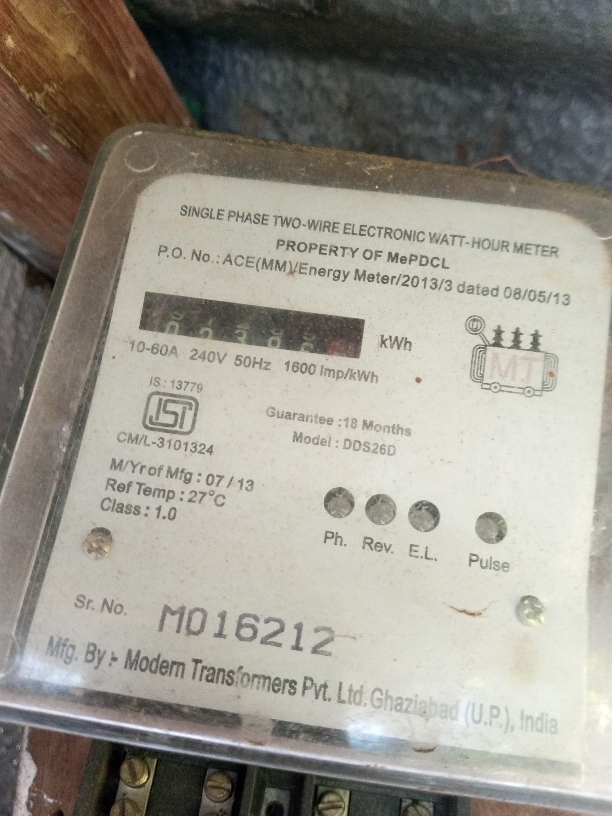 SINGLE PHASE TWO-WIRE ELECTRONIC WATT-HOUR METER
PROPERTY OF MePDCL
P.O. No.: ACE(MM)/Energy Meter/2013/3 dated 08/05/13
kWh
10-60A 240V 50Hz 1600 Imp/kWh
MT
IS : 13779
ISI
CM/L-3101324
Guarantee :18 Months
Model : DDS26D
M/Yr of Mfg : 07 / 13
Ref Temp : 27°C
Class : 1.0
Ph. Rev. E.L. Pulse
Sr. No. M016212
Mfg. By :- Modern Transformers Pvt. Ltd. Ghaziabad (U.P.), India